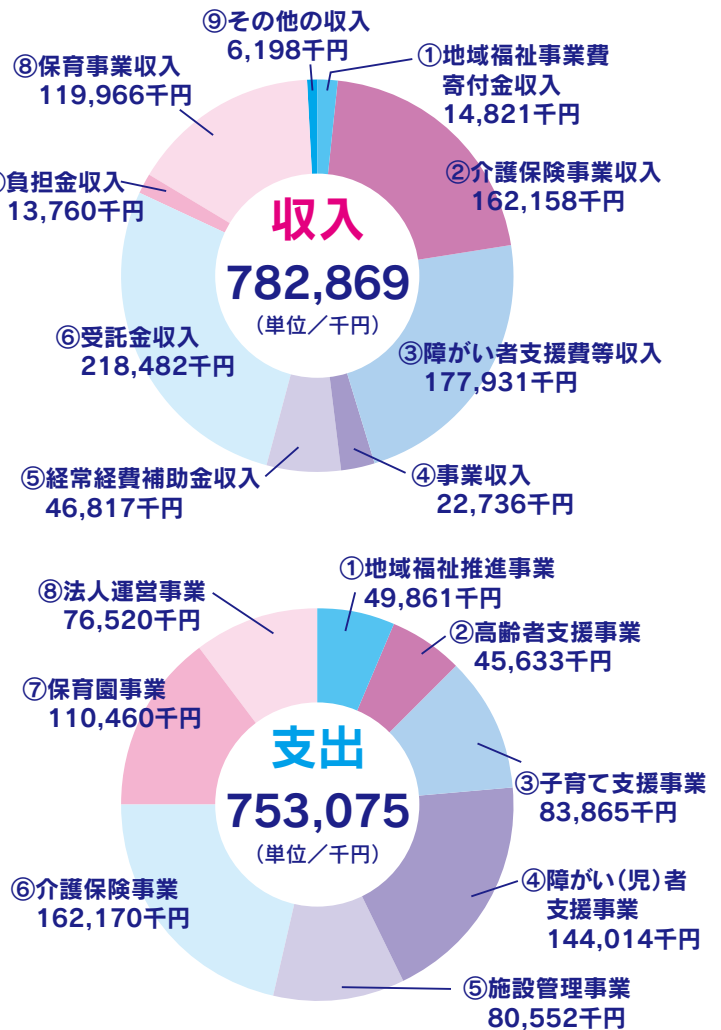 ⑨その他の収入
6,198千円
①地域福祉事業費
寄付金収入
14,821千円
⑧保育事業収入
119,966千円
②介護保険事業収入
162,158千円
負担金収入
13,760千円
収入
782,869
（単位／千円）
⑥受託金収入
218,482千円
③障がい者支援費等収入
177,931千円
⑤経常経費補助金収入
46,817千円
④事業収入
22,736千円
①地域福祉推進事業
49,861千円
⑧法人運営事業
76,520千円
②高齢者支援事業
45,633千円
⑦保育園事業
110,460千円
支出
753,075
（単位／千円）
③子育て支援事業
83,865千円
⑥介護保険事業
162,170千円
④障がい（児）者
支援事業
144,014千円
⑤施設管理事業
80,552千円